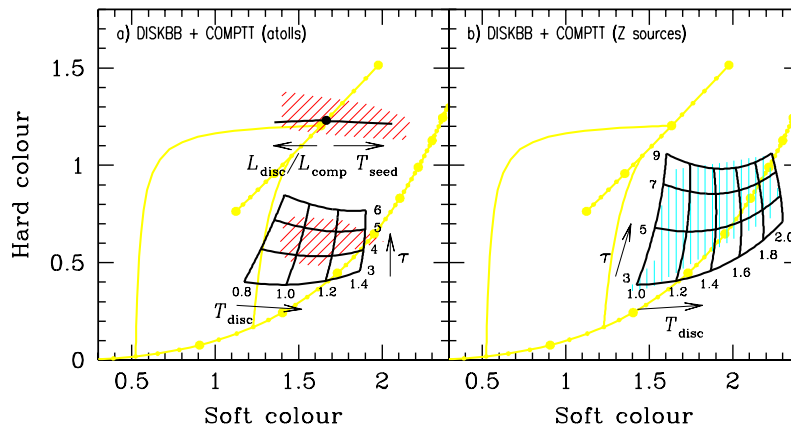 a) DISKBB + COMPTT (atolls)
b) DISKBB + COMPTT (Z sources)
Hard colour
1.5
1
0.5
0
L_disc/L_comp
T_seed
6
5
4
3
τ
0.8
1.0
1.2
1.4
T_disc
9
7
5
3
τ
1.0
1.2
1.4
1.6
1.8
2.0
T_disc
0.5
1
1.5
2
0.5
1
1.5
2
Soft colour
Soft colour